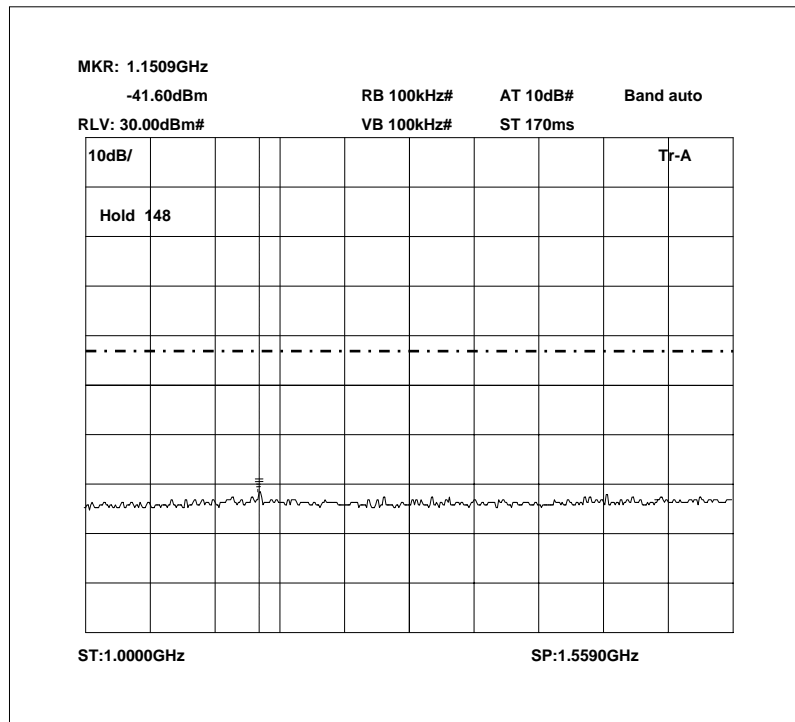 MKR: 1.1509GHz
-41.60dBm RB 100kHz# AT 10dB# Band auto
RLV: 30.00dBm# VB 100kHz# ST 170ms
10dB/ Tr-A
Hold 148
ST:1.0000GHz SP:1.5590GHz